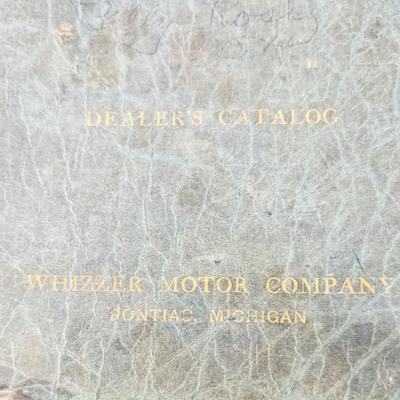 DEALER'S CATALOG
WHIZZER MOTOR COMPANY
PONTIAC, MICHIGAN